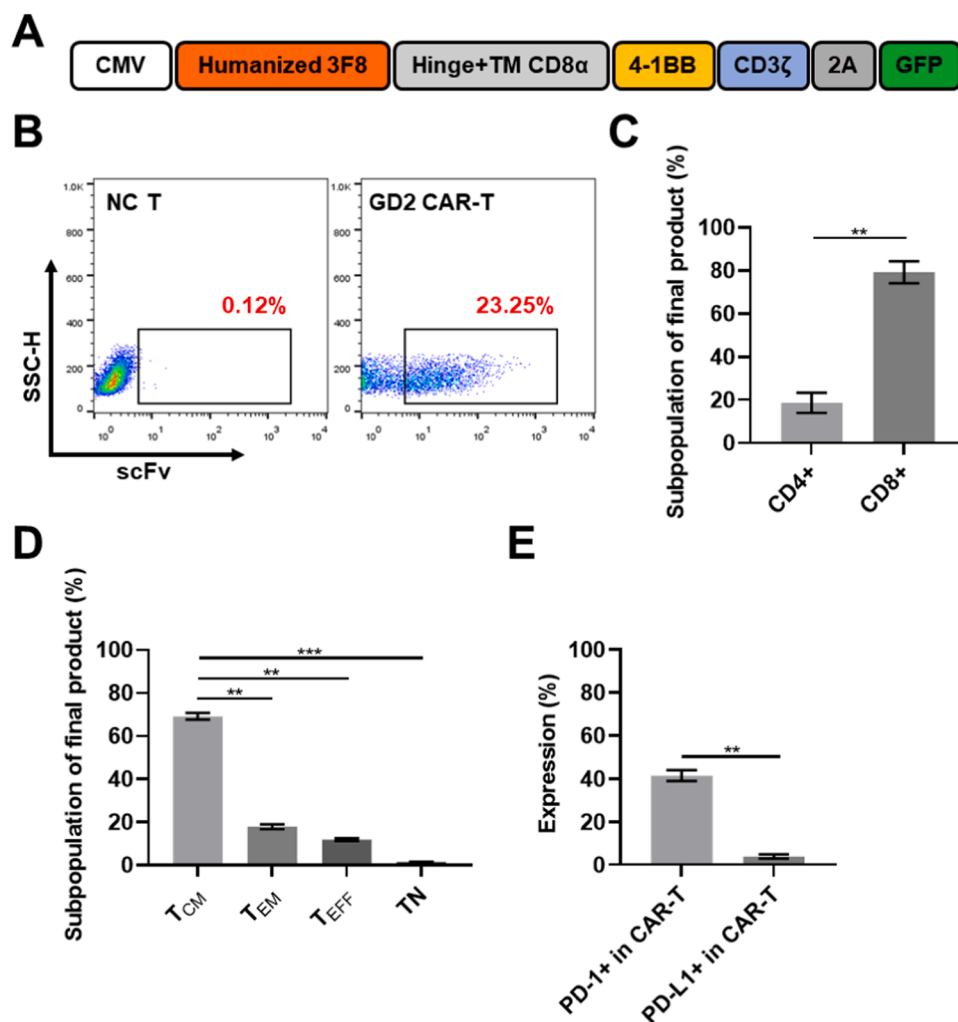 A
CMV Humanized 3F8 Hinge+TM CD8α 4-1BB CD3ζ 2A GFP
B
NC T
GD2 CAR-T
0.12%
23.25%
1.0K
800
600
400
200
0
10⁰ 10¹ 10² 10³ 10⁴
1.0K
800
600
400
200
0
10⁰ 10¹ 10² 10³ 10⁴
SSC-H
scFv
C
Subpopulation of final product (%)
100
80
60
40
20
0
**
CD4+
CD8+
D
Subpopulation of final product (%)
100
80
60
40
20
0
***
**
**
T_CM
T_EM
T_EFF
TN
E
Expression (%)
100
80
60
40
20
0
**
PD-1+ in CAR-T
PD-L1+ in CAR-T